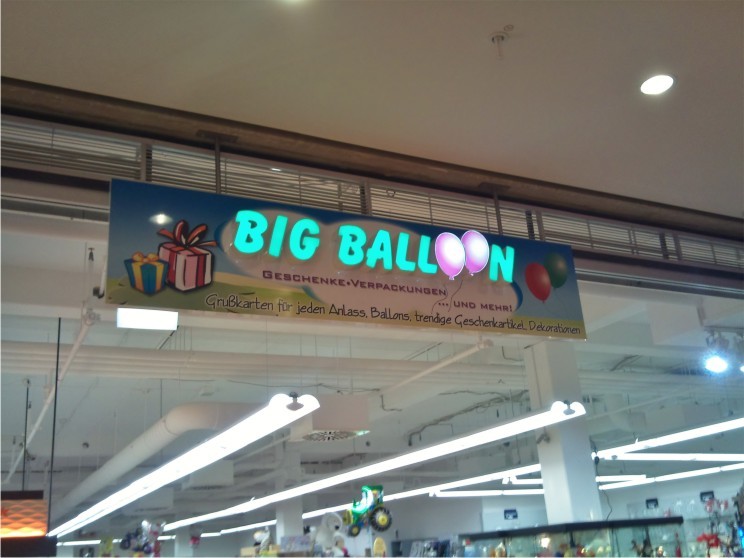 BIG BALLOON
GESCHENKE•VERPACKUNGEN
... UND MEHR!
Grußkarten für jeden Anlass, Ballons, trendige Geschenkartikel, Dekorationen